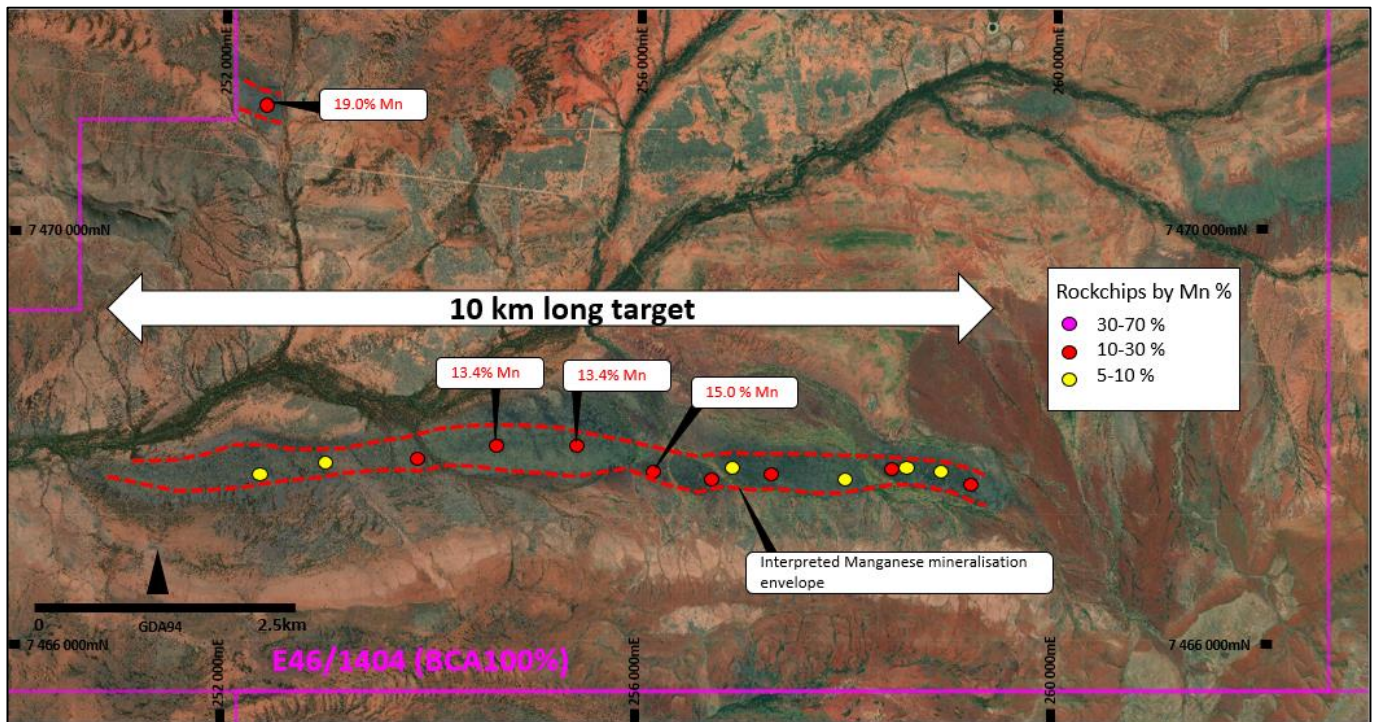 252 000mE
256 000mE
260 000mE
19.0% Mn
7 470 000mN
7 470 000mN
10 km long target
Rockchips by Mn %
30-70 %
10-30 %
5-10 %
13.4% Mn
13.4% Mn
15.0 % Mn
Interpreted Manganese mineralisation
envelope
0
GDA94
2.5km
7 466 000mN
7 466 000mN
E46/1404 (BCA100%)
252 000mE
256 000mE
260 000mE